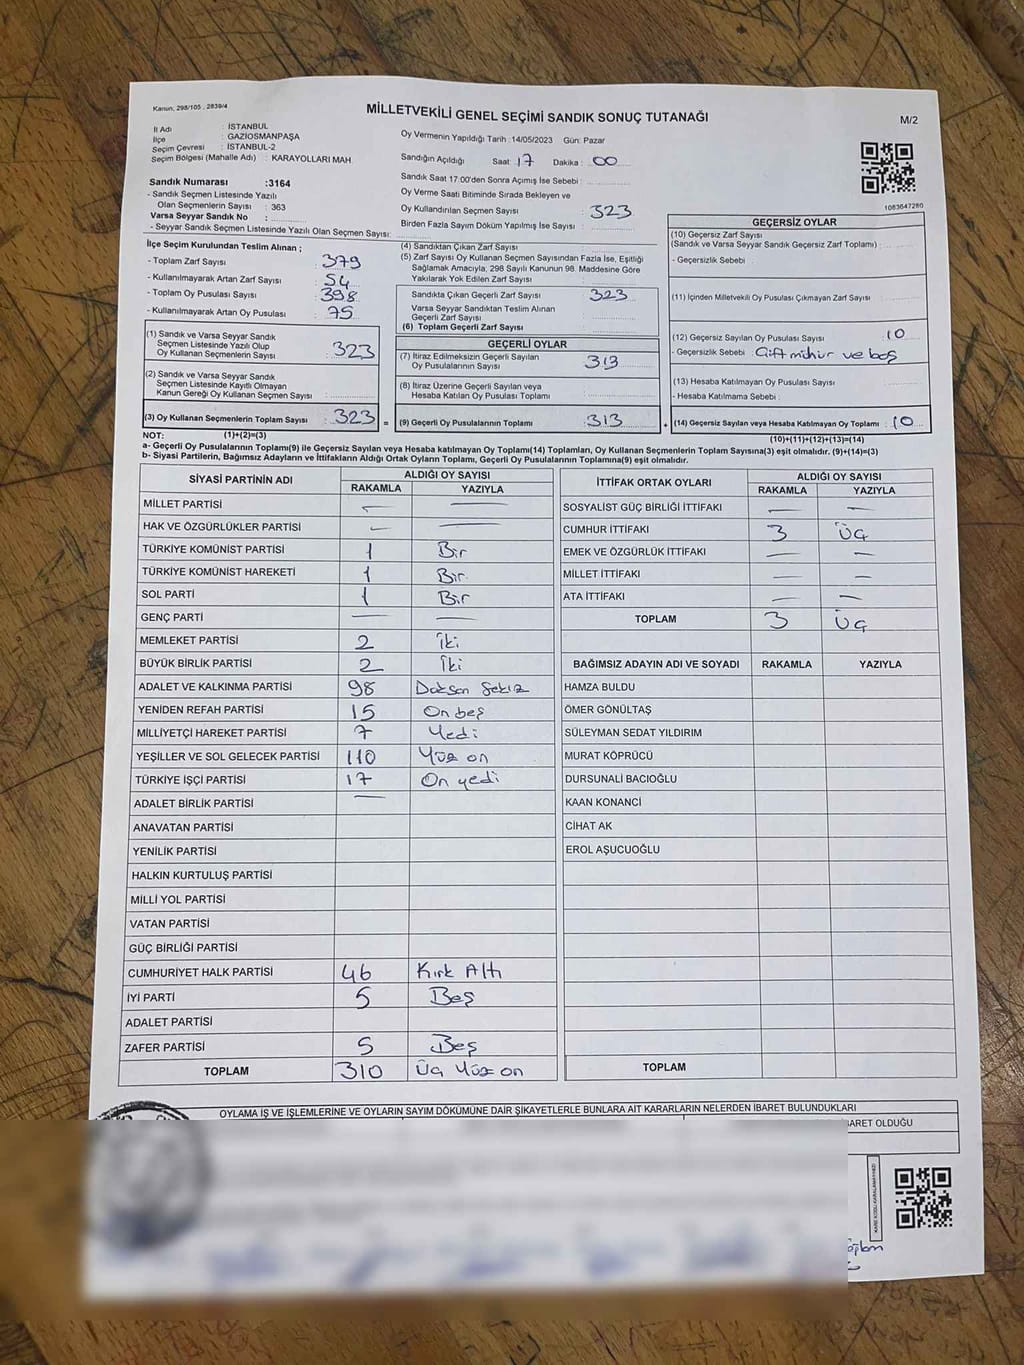 Kanun, 298/105 , 2839/4
MİLLETVEKİLİ GENEL SEÇİMİ SANDIK SONUÇ TUTANAĞI
M/2
İl Adı : İSTANBUL
İlçe : GAZİOSMANPAŞA
Seçim Çevresi : İSTANBUL-2
Seçim Bölgesi (Mahalle Adı) : KARAYOLLARI MAH.
Sandık Numarası :3164
- Sandık Seçmen Listesinde Yazılı
Olan Seçmenlerin Sayısı : 363
Varsa Seyyar Sandık No :
- Seyyar Sandık Seçmen Listesinde Yazılı Olan Seçmen Sayısı:
Oy Vermenin Yapıldığı Tarih : 14/05/2023 Gün: Pazar
Sandığın Açıldığı Saat: 17 Dakika : 00
Sandık Saat 17:00'den Sonra Açılmış İse Sebebi :
Oy Verme Saati Bitiminde Sırada Bekleyen ve
Oy Kullandırılan Seçmen Sayısı : 323
Birden Fazla Sayım Dökümü Yapılmış İse Sayısı :
1083647280
İlçe Seçim Kurulundan Teslim Alınan ;
- Toplam Zarf Sayısı : 379
- Kullanılmayarak Artan Zarf Sayısı : 54
- Toplam Oy Pusulası Sayısı : 398
- Kullanılmayarak Artan Oy Pusulası : 75
(4) Sandıktan Çıkan Zarf Sayısı :
(5) Zarf Sayısı Oy Kullanan Seçmen Sayısından Fazla İse, Eşitliği
Sağlamak Amacıyla, 298 Sayılı Kanunun 98. Maddesine Göre
Yakılarak Yok Edilen Zarf Sayısı :
Sandıkta Çıkan Geçerli Zarf Sayısı : 323
Varsa Seyyar Sandıktan Teslim Alınan
Geçerli Zarf Sayısı :
(6) Toplam Geçerli Zarf Sayısı :
GEÇERSİZ OYLAR
(10) Geçersiz Zarf Sayısı
(Sandık ve Varsa Seyyar Sandık Geçersiz Zarf Toplamı) :
- Geçersizlik Sebebi :
(11) İçinden Milletvekili Oy Pusulası Çıkmayan Zarf Sayısı :
(12) Geçersiz Sayılan Oy Pusulası Sayısı : 10
- Geçersizlik Sebebi : Çift mühür ve boş
(13) Hesaba Katılmayan Oy Pusulası Sayısı :
- Hesaba Katılmama Sebebi :
(14) Geçersiz Sayılan veya Hesaba Katılmayan Oy Toplamı : 10
(10)+(11)+(12)+(13)=(14)
(1) Sandık ve Varsa Seyyar Sandık
Seçmen Listesinde Yazılı Olup
Oy Kullanan Seçmenlerin Sayısı : 323
(2) Sandık ve Varsa Seyyar Sandık
Seçmen Listesinde Kayıtlı Olmayan
Kanun Gereği Oy Kullanan Seçmen Sayısı :
(3) Oy Kullanan Seçmenlerin Toplam Sayısı : 323 =
GEÇERLİ OYLAR
(7) İtiraz Edilmeksizin Geçerli Sayılan
Oy Pusulalarının Sayısı : 313
(8) İtiraz Üzerine Geçerli Sayılan veya
Hesaba Katılan Oy Pusulası Toplamı :
(9) Geçerli Oy Pusulalarının Toplamı : 313 +
NOT: (1)+(2)=(3)
a- Geçerli Oy Pusulalarının Toplamı(9) ile Geçersiz Sayılan veya Hesaba katılmayan Oy Toplamı(14) Toplamları, Oy Kullanan Seçmenlerin Toplam Sayısına(3) eşit olmalıdır. (9)+(14)=(3)
b- Siyasi Partilerin, Bağımsız Adayların ve İttifakların Aldığı Ortak Oyların Toplamı, Geçerli Oy Pusulalarının Toplamına(9) eşit olmalıdır.
SİYASİ PARTİNİN ADI ALDIĞI OY SAYISI
RAKAMLA YAZIYLA
MİLLET PARTİSI — —
HAK VE ÖZGÜRLÜKLER PARTİSİ — —
TÜRKİYE KOMÜNİST PARTİSİ 1 Bir
TÜRKİYE KOMÜNİST HAREKETİ 1 Bir
SOL PARTİ 1 Bir
GENÇ PARTİ — —
MEMLEKET PARTİSİ 2 İki
BÜYÜK BİRLİK PARTİSİ 2 İki
ADALET VE KALKINMA PARTİSİ 98 Doksan Sekiz
YENİDEN REFAH PARTİSİ 15 On beş
MİLLİYETÇİ HAREKET PARTİSİ 7 Yedi
YEŞİLLER VE SOL GELECEK PARTİSİ 110 Yüz on
TÜRKİYE İŞÇİ PARTİSİ 17 On yedi
ADALET BİRLİK PARTİSİ —
ANAVATAN PARTİSİ
YENİLİK PARTİSİ
HALKIN KURTULUŞ PARTİSİ
MİLLİ YOL PARTİSİ
VATAN PARTİSİ
GÜÇ BİRLİĞİ PARTİSİ
CUMHURİYET HALK PARTİSİ 46 Kırk Altı
İYİ PARTİ 5 Beş
ADALET PARTİSİ
ZAFER PARTİSİ 5 Beş
TOPLAM 310 Üç Yüz on
İTTİFAK ORTAK OYLARI ALDIĞI OY SAYISI
RAKAMLA YAZIYLA
SOSYALİST GÜÇ BİRLİĞİ İTTİFAKI — —
CUMHUR İTTİFAKI 3 Üç
EMEK VE ÖZGÜRLÜK İTTİFAKI — —
MİLLET İTTİFAKI — —
ATA İTTİFAKI — —
TOPLAM 3 Üç
BAĞIMSIZ ADAYIN ADI VE SOYADI RAKAMLA YAZIYLA
HAMZA BULDU
ÖMER GÖNÜLTAŞ
SÜLEYMAN SEDAT YILDIRIM
MURAT KÖPRÜCÜ
DURSUNALİ BACIOĞLU
KAAN KONANCİ
CİHAT AK
EROL AŞUCUOĞLU
TOPLAM
OYLAMA İŞ VE İŞLEMLERİNE VE OYLARIN SAYIM DÖKÜMÜNE DAİR ŞİKAYETLERLE BUNLARA AİT KARARLARIN NELERDEN İBARET BULUNDUKLARI
BARET OLDUĞU